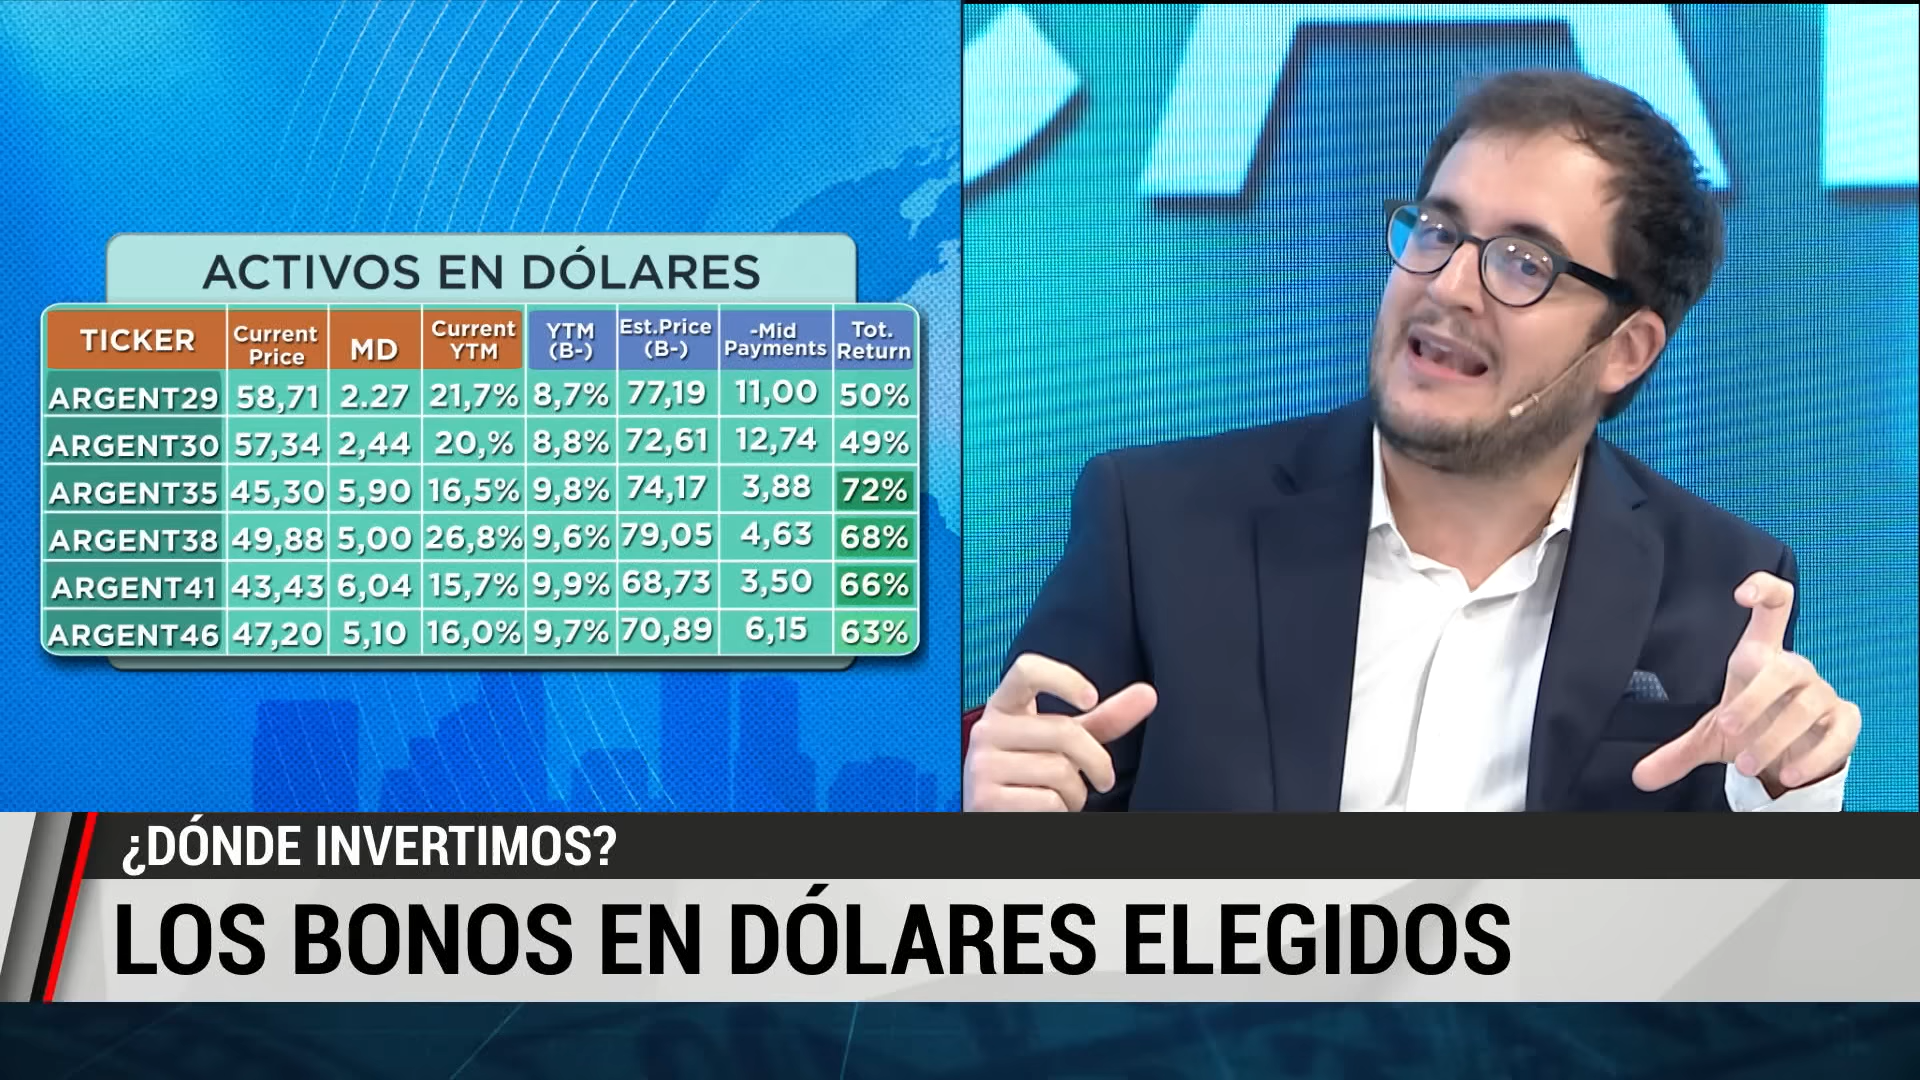 ACTIVOS EN DÓLARES
TICKER Current Price MD Current YTM YTM (B-) Est.Price (B-) -Mid Payments Tot. Return
ARGENT29 58,71 2.27 21,7% 8,7% 77,19 11,00 50%
ARGENT30 57,34 2,44 20,% 8,8% 72,61 12,74 49%
ARGENT35 45,30 5,90 16,5% 9,8% 74,17 3,88 72%
ARGENT38 49,88 5,00 26,8% 9,6% 79,05 4,63 68%
ARGENT41 43,43 6,04 15,7% 9,9% 68,73 3,50 66%
ARGENT46 47,20 5,10 16,0% 9,7% 70,89 6,15 63%
¿DÓNDE INVERTIMOS?
LOS BONOS EN DÓLARES ELEGIDOS